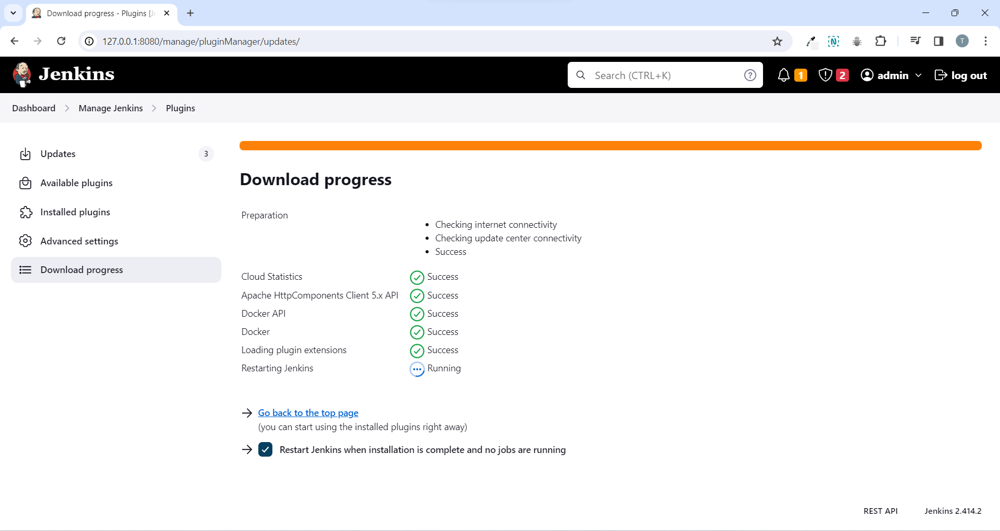 Download progress - Plugins [J
127.0.0.1:8080/manage/pluginManager/updates/
T
Jenkins
Search (CTRL+K)
1
2
admin
log out
Dashboard
Manage Jenkins
Plugins
Updates
3
Available plugins
Installed plugins
Advanced settings
Download progress
Download progress
Preparation
Checking internet connectivity
Checking update center connectivity
Success
Cloud Statistics Success
Apache HttpComponents Client 5.x API Success
Docker API Success
Docker Success
Loading plugin extensions Success
Restarting Jenkins Running
Go back to the top page
(you can start using the installed plugins right away)
Restart Jenkins when installation is complete and no jobs are running
REST API
Jenkins 2.414.2